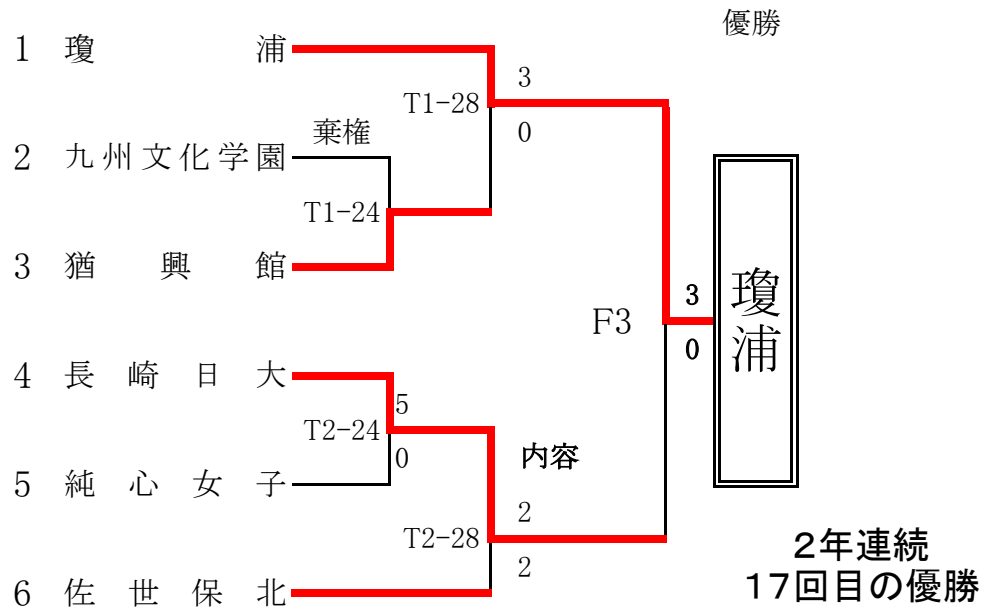 優勝
1 瓊浦
3
T1-28
0
棄権
2 九州文化学園
T1-24
3 猶興館
瓊浦
3
F3
0
4 長崎日大
5
T2-24
0
内容
5 純心女子
2
T2-28
2
2年連続
17回目の優勝
6 佐世保北